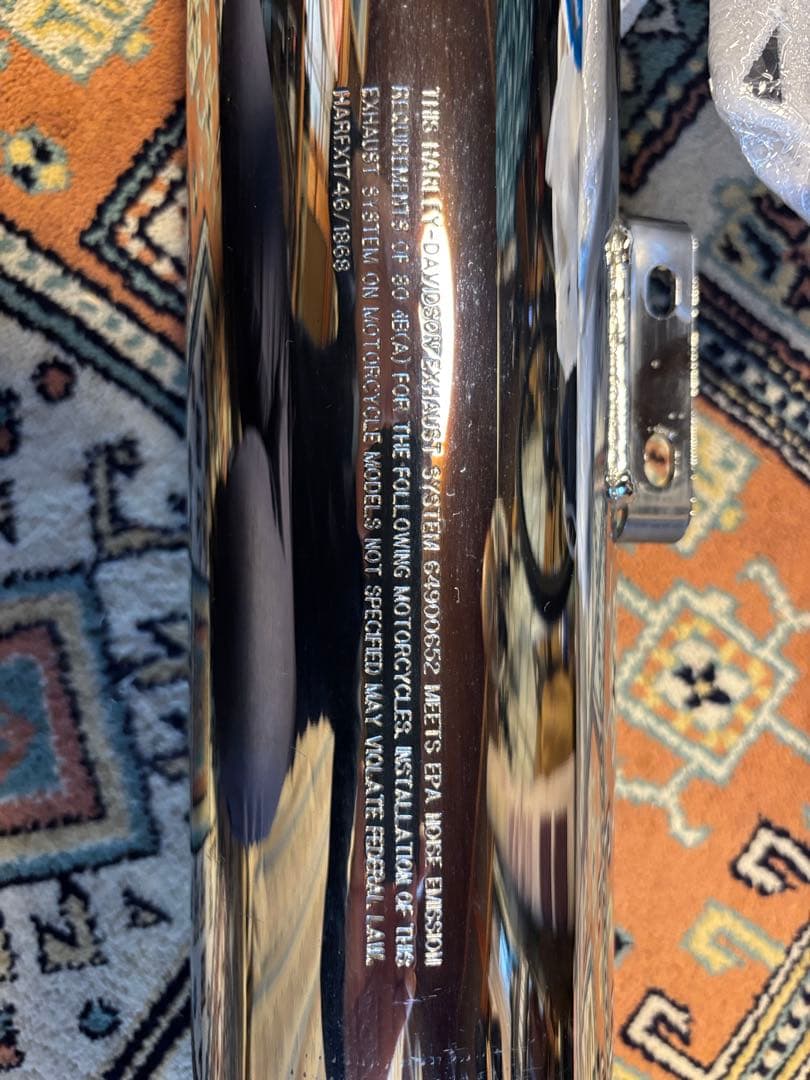 THIS HARLEY-DAVIDSON EXHAUST SYSTEM 64900652 MEETS EPA NOISE EMISSION
REQUIREMENTS OF 80 dB(A) FOR THE FOLLOWING MOTORCYCLES. INSTALLATION OF THIS
EXHAUST SYSTEM ON MOTORCYCLE MODELS NOT SPECIFIED MAY VIOLATE FEDERAL LAW.
HARFX1746/1868